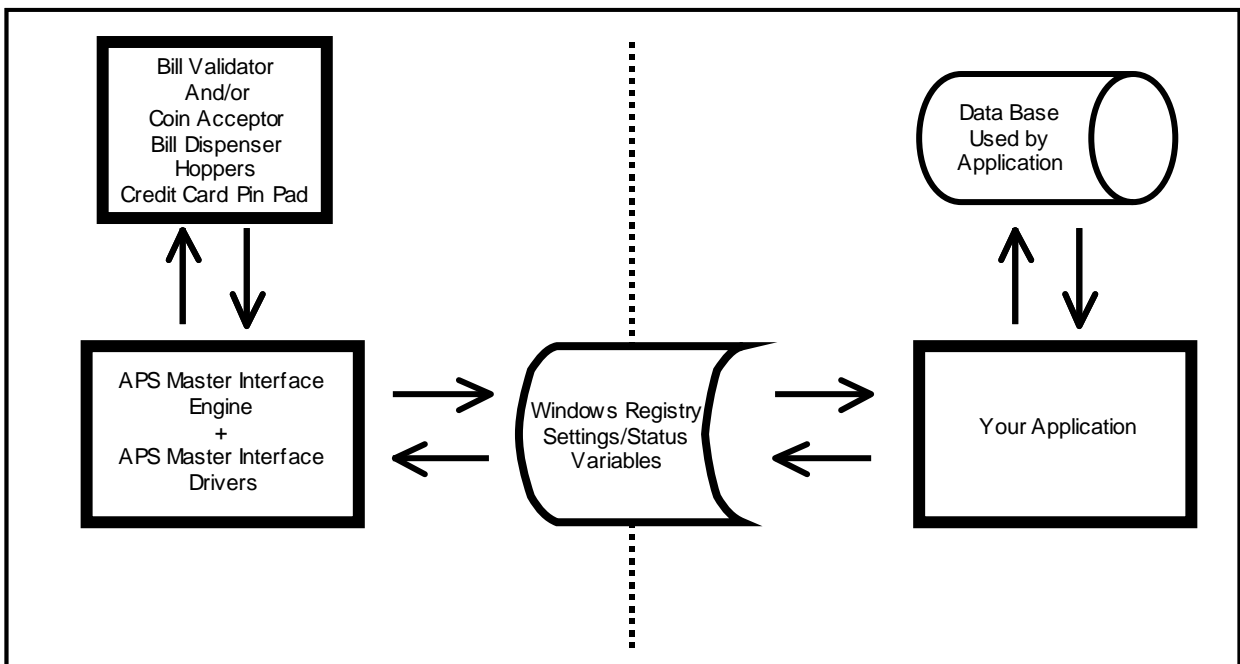 Bill Validator
And/or
Coin Acceptor
Bill Dispenser
Hoppers
Credit Card Pin Pad
Data Base
Used by
Application
APS Master Interface
Engine
+
APS Master Interface
Drivers
Windows Registry
Settings/Status
Variables
Your Application